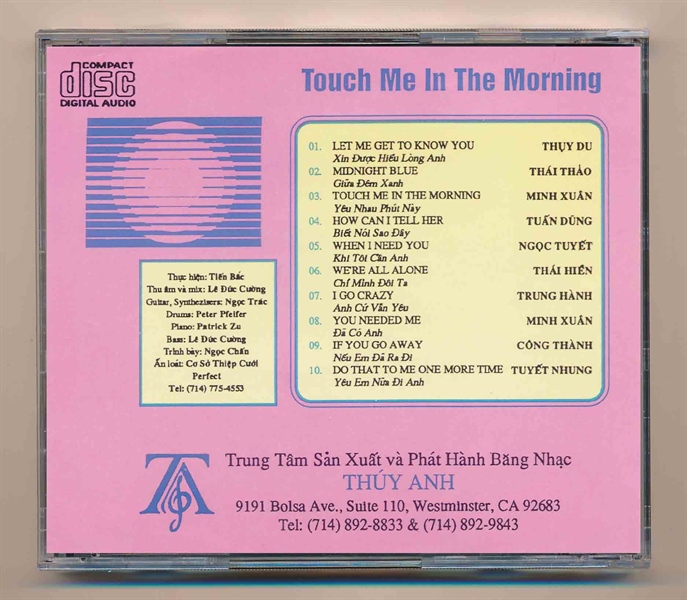 COMPACT
disc
DIGITAL AUDIO
Touch Me In The Morning
01. LET ME GET TO KNOW YOU THỤY DU
Xin Được Hiểu Lòng Anh
02. MIDNIGHT BLUE THÁI THẢO
Giữa Đêm Xanh
03. TOUCH ME IN THE MORNING MINH XUÂN
Yêu Nhau Phút Này
04. HOW CAN I TELL HER TUẤN DŨNG
Biết Nói Sao Đây
05. WHEN I NEED YOU NGỌC TUYẾT
Khi Tôi Cần Anh
06. WE'RE ALL ALONE THÁI HIỀN
Chỉ Mình Đôi Ta
07. I GO CRAZY TRUNG HÀNH
Anh Cứ Vẫn Yêu
08. YOU NEEDED ME MINH XUÂN
Đã Có Anh
09. IF YOU GO AWAY CÔNG THÀNH
Nếu Em Đã Ra Đi
10. DO THAT TO ME ONE MORE TIME TUYẾT NHUNG
Yêu Em Nữa Đi Anh
Thực hiện: Tiến Bắc
Thu âm và mix: Lê Đức Cường
Guitar, Synthezisers: Ngọc Trác
Drums: Peter Pfeifer
Piano: Patrick Zu
Bass: Lê Đức Cường
Trình bày: Ngọc Chấn
Ấn loát: Cơ Sở Thiệp Cưới
Perfect
Tel: (714) 775-4553
TA
Trung Tâm Sản Xuất và Phát Hành Băng Nhạc
THÚY ANH
9191 Bolsa Ave., Suite 110, Westminster, CA 92683
Tel: (714) 892-8833 & (714) 892-9843